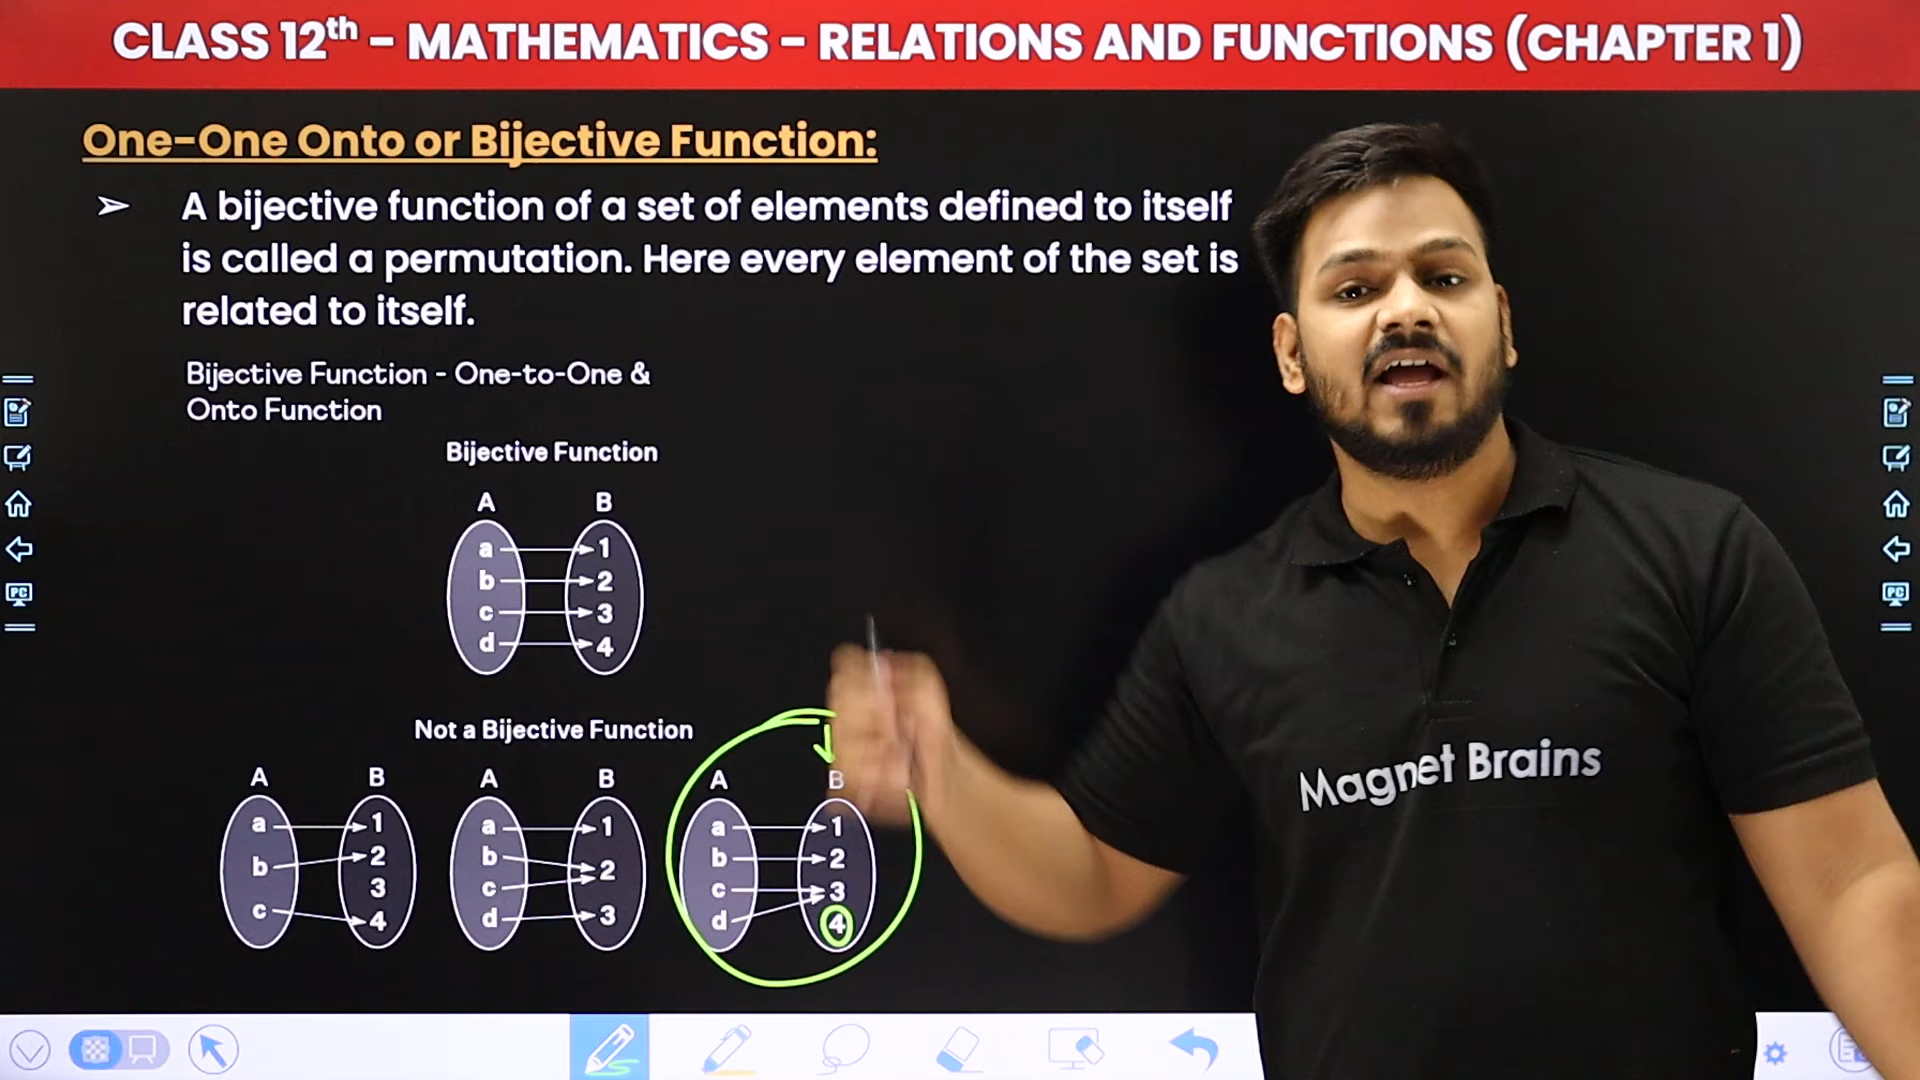 CLASS 12th - MATHEMATICS - RELATIONS AND FUNCTIONS (CHAPTER 1)
One-One Onto or Bijective Function:
➢ A bijective function of a set of elements defined to itself
is called a permutation. Here every element of the set is
related to itself.
Bijective Function - One-to-One &
Onto Function
Bijective Function
A B
a 1
b 2
c 3
d 4
Not a Bijective Function
A B
a 1
b 2
3
c 4
A B
a 1
b 2
c
d 3
A B
a 1
b 2
c 3
d 4
Magnet Brains
PC
PC